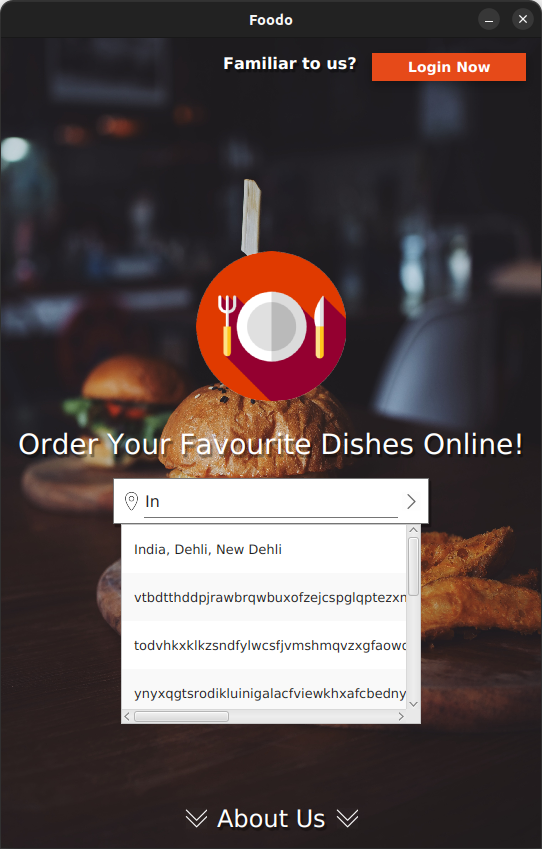 Foodo
Familiar to us?
Login Now
Order Your Favourite Dishes Online!
In
India, Dehli, New Dehli
vtbdtthddpjrawbrqwbuxofzejcspglqptezxn
todvhkxklkzsndfylwcsfjvmshmqvzxgfaowd
ynyxqgtsrodikluinigalacfviewkhxafcbedny
About Us